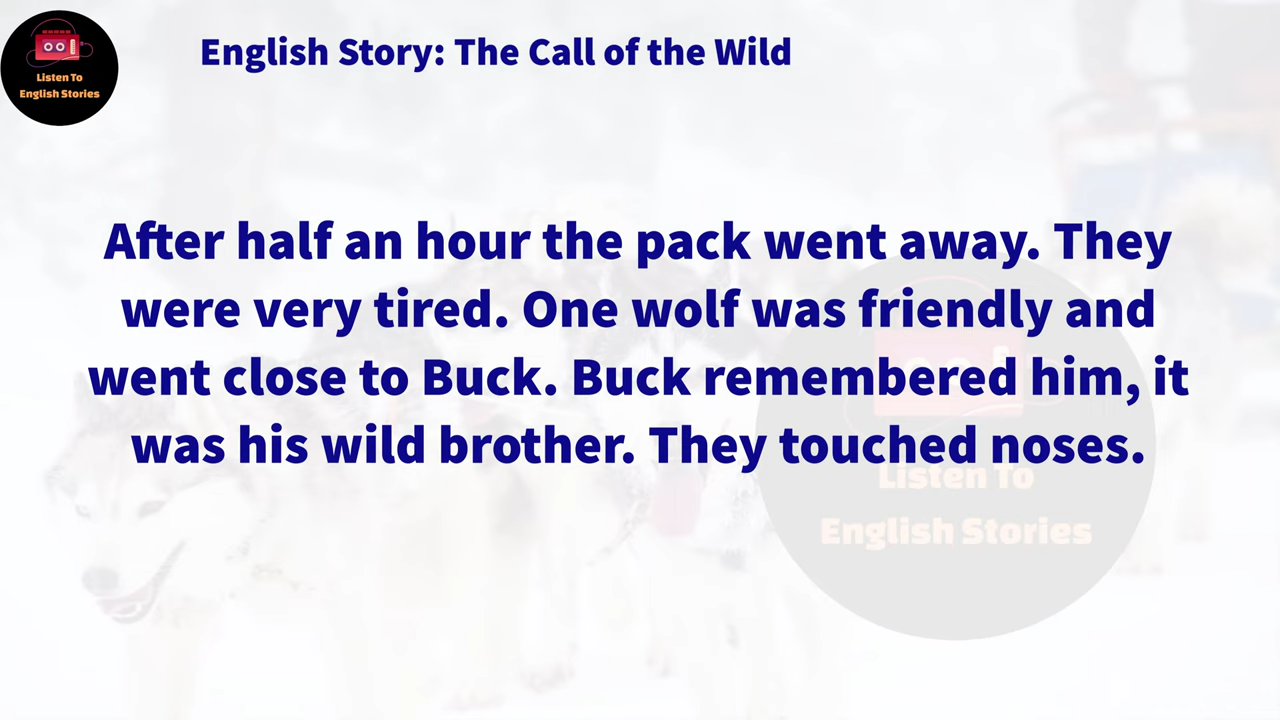 Listen To
English Stories
English Story: The Call of the Wild
After half an hour the pack went away. They
were very tired. One wolf was friendly and
went close to Buck. Buck remembered him, it
was his wild brother. They touched noses.
Listen To
English Stories